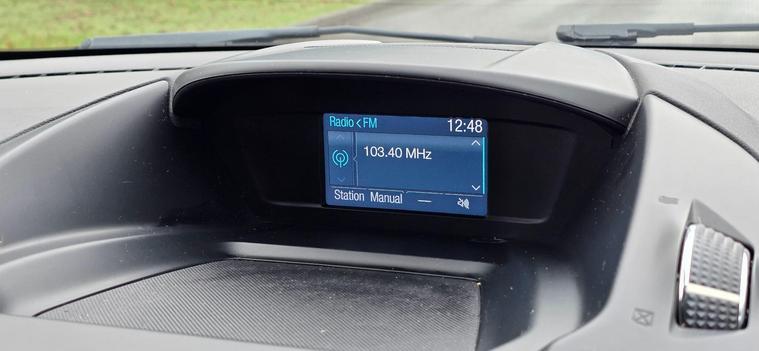 Radio < FM 12:48
103.40 MHz
Station Manual —